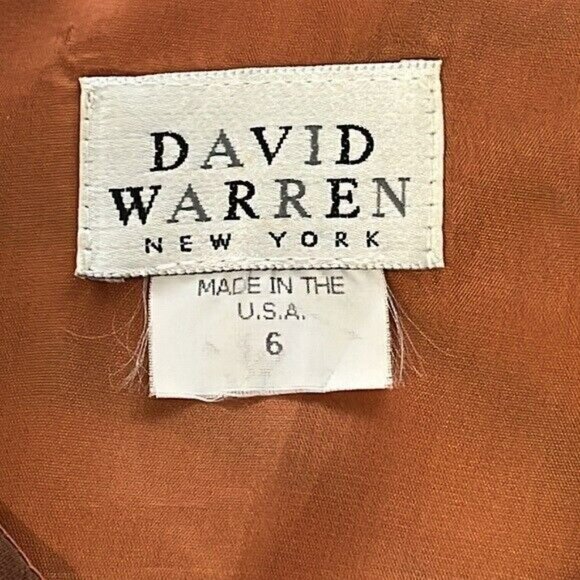 DAVID
WARREN
NEW YORK
MADE IN THE
U.S.A.
6